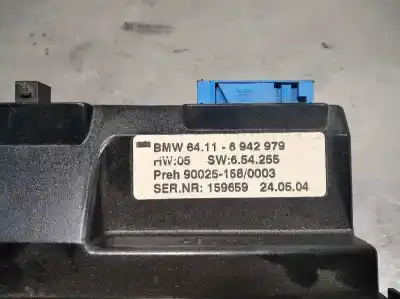 BMW 64.11 - 6 942 979
HW:05 SW:6.54.255
Preh 90025-158/0003
SER.NR: 159659 24.05.04